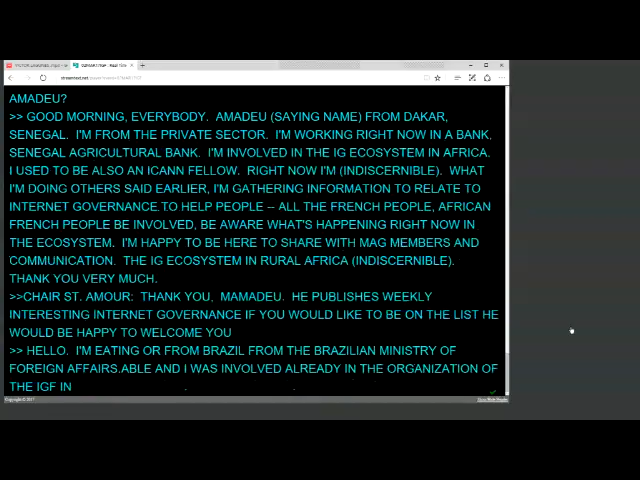 streamtext.net
AMADEU?
>> GOOD MORNING, EVERYBODY. AMADEU (SAYING NAME) FROM DAKAR,
SENEGAL. I'M FROM THE PRIVATE SECTOR. I'M WORKING RIGHT NOW IN A BANK,
SENEGAL AGRICULTURAL BANK. I'M INVOLVED IN THE IG ECOSYSTEM IN AFRICA.
I USED TO BE ALSO AN ICANN FELLOW. RIGHT NOW I'M (INDISCERNIBLE). WHAT
I'M DOING OTHERS SAID EARLIER, I'M GATHERING INFORMATION TO RELATE TO
INTERNET GOVERNANCE TO HELP PEOPLE -- ALL THE FRENCH PEOPLE, AFRICAN
FRENCH PEOPLE BE INVOLVED, BE AWARE WHAT'S HAPPENING RIGHT NOW IN
THE ECOSYSTEM. I'M HAPPY TO BE HERE TO SHARE WITH MAG MEMBERS AND
COMMUNICATION. THE IG ECOSYSTEM IN RURAL AFRICA (INDISCERNIBLE).
THANK YOU VERY MUCH.
>>CHAIR ST. AMOUR: THANK YOU, MAMADEU. HE PUBLISHES WEEKLY
INTERESTING INTERNET GOVERNANCE IF YOU WOULD LIKE TO BE ON THE LIST HE
WOULD BE HAPPY TO WELCOME YOU
>> HELLO. I'M EATING OR FROM BRAZIL FROM THE BRAZILIAN MINISTRY OF
FOREIGN AFFAIRS.ABLE AND I WAS INVOLVED ALREADY IN THE ORGANIZATION OF
THE IGF IN
Copyright © 2017